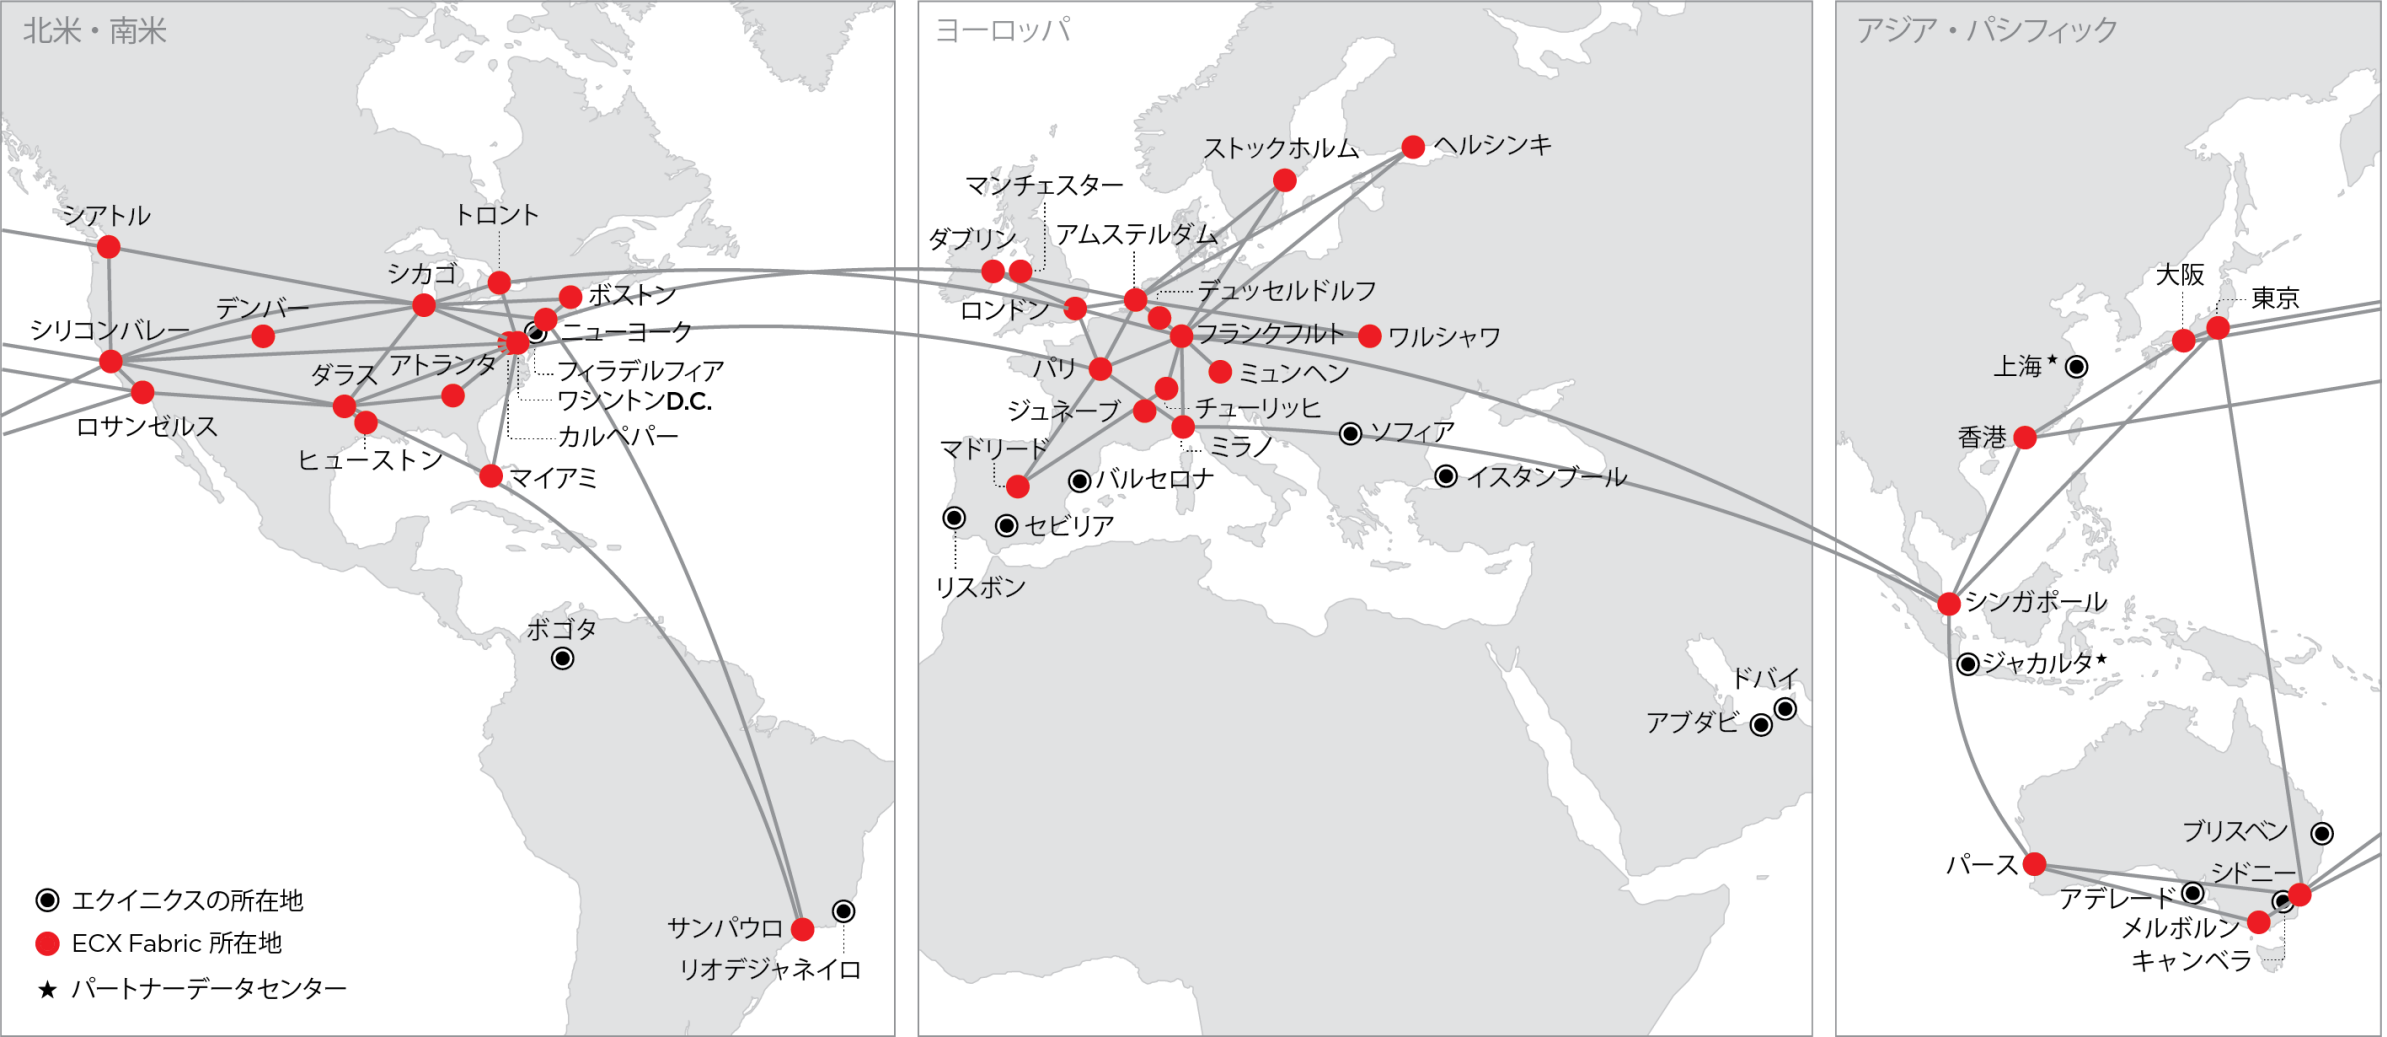 北米・南米
シアトル
トロント
シカゴ
デンバー
ボストン
シリコンバレー
ニューヨーク
アトランタ
ダラス
フィラデルフィア
ワシントンD.C.
ロサンゼルス
カルペパー
ヒューストン
マイアミ
ボゴタ
エクイニクスの所在地
ECX Fabric 所在地
★ パートナーデータセンター
サンパウロ
リオデジャネイロ
ヨーロッパ
ストックホルム
ヘルシンキ
マンチェスター
ダブリン
アムステルダム
デュッセルドルフ
ロンドン
フランクフルト
ワルシャワ
パリ
ミュンヘン
ジュネーブ
チューリッヒ
ソフィア
マドリード
ミラノ
バルセロナ
イスタンブール
セビリア
リスボン
ドバイ
アブダビ
アジア・パシフィック
大阪
東京
上海★
香港
シンガポール
ジャカルタ★
ブリスベン
パース
シドニー
アデレード
メルボルン
キャンベラ